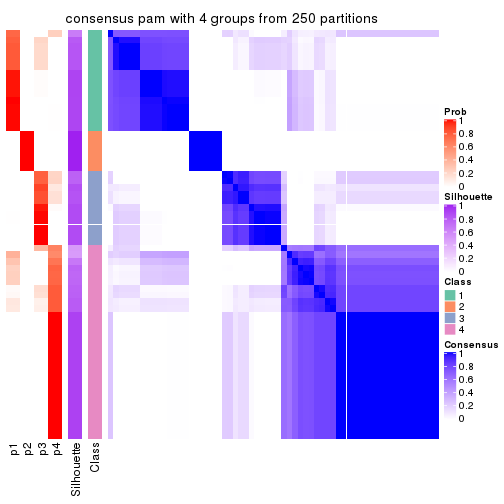 consensus pam with 4 groups from 250 partitions
Prob
1
0.8
0.6
0.4
0.2
0
Silhouette
1
0.8
0.6
0.4
0.2
0
Class
1
2
3
4
Consensus
1
0.8
0.6
0.4
0.2
0
p1
p2
p3
p4
Silhouette
Class